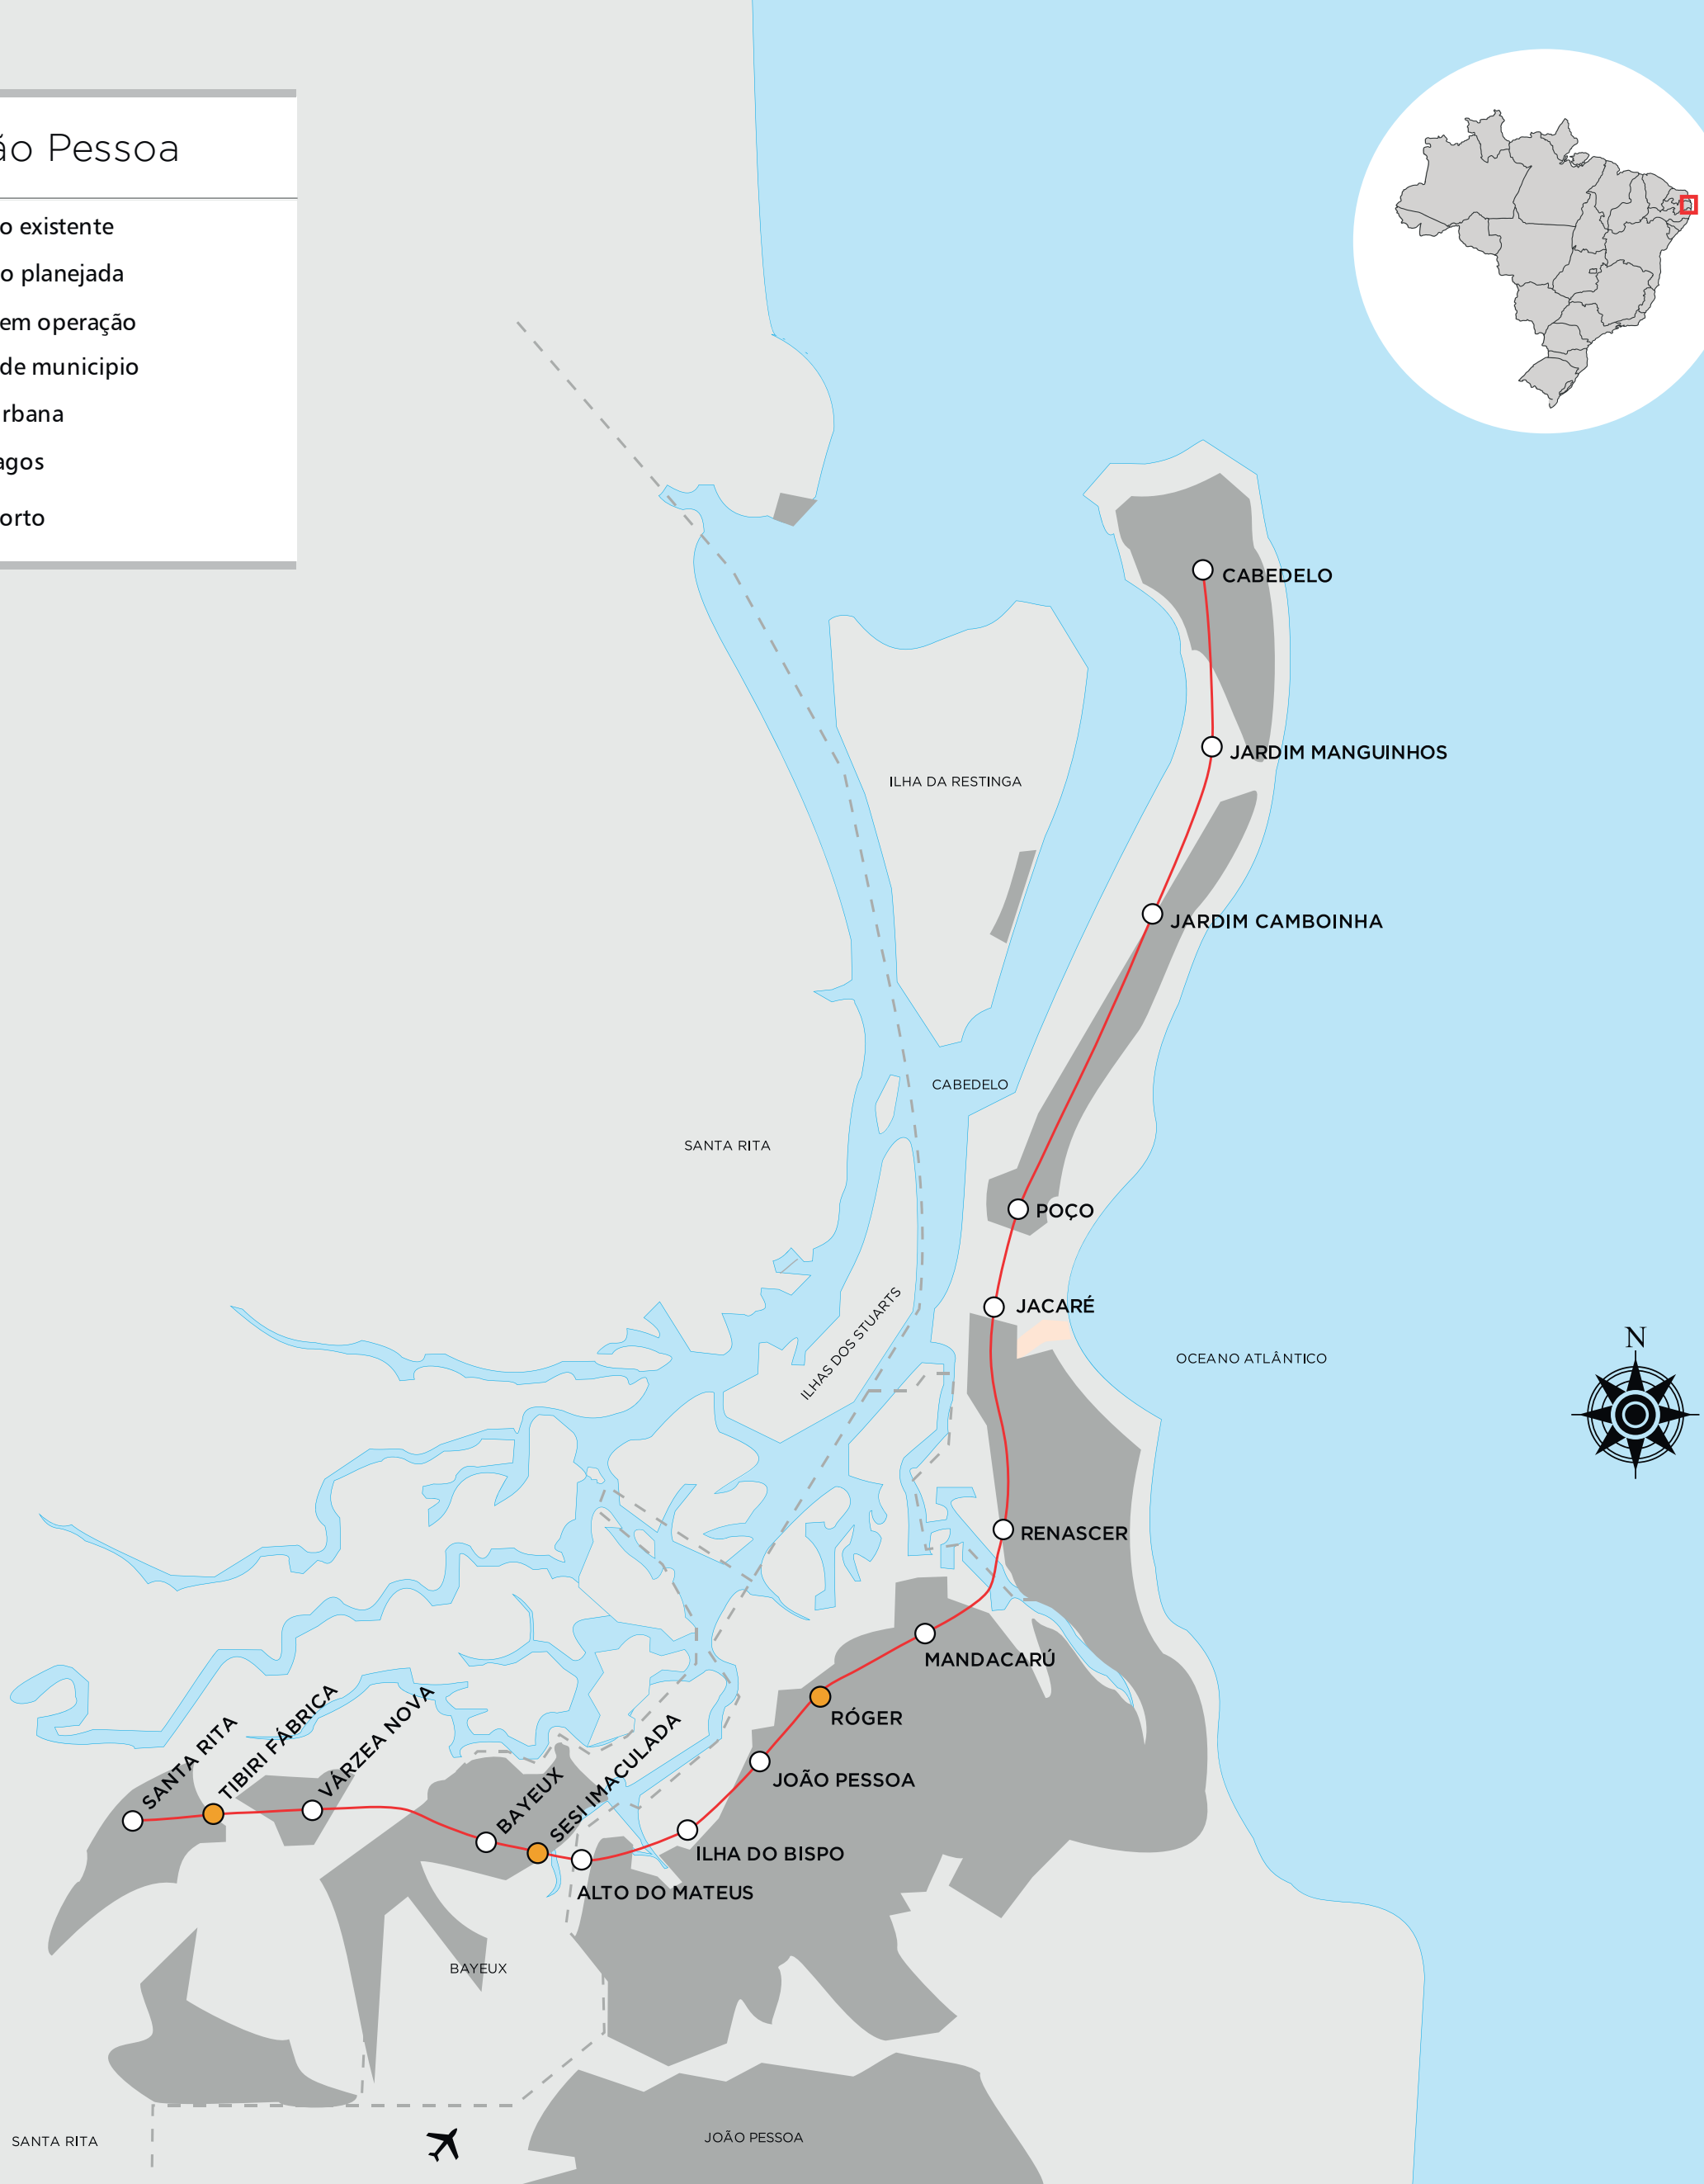 ão Pessoa
o existente
o planejada
em operação
de municipio
rbana
agos
orto
CABEDELO
JARDIM MANGUINHOS
ILHA DA RESTINGA
JARDIM CAMBOINHA
CABEDELO
SANTA RITA
POÇO
JACARÉ
ILHAS DOS STUARTS
OCEANO ATLÂNTICO
N
RENASCER
MANDACARÚ
RÓGER
JOÃO PESSOA
ILHA DO BISPO
ALTO DO MATEUS
SANTA RITA
TIBIRI FÁBRICA
VÁRZEA NOVA
BAYEUX
SESI IMACULADA
BAYEUX
SANTA RITA
JOÃO PESSOA